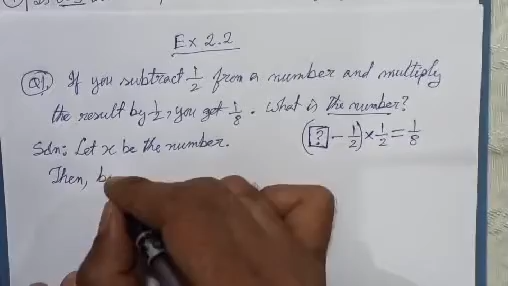 Ex 2.2
Q1. If you subtract 1/2 from a number and multiply
the result by 1/2, you get 1/8. What is the number?
Soln: Let x be the number.
([?] - 1/2) × 1/2 = 1/8
Then,